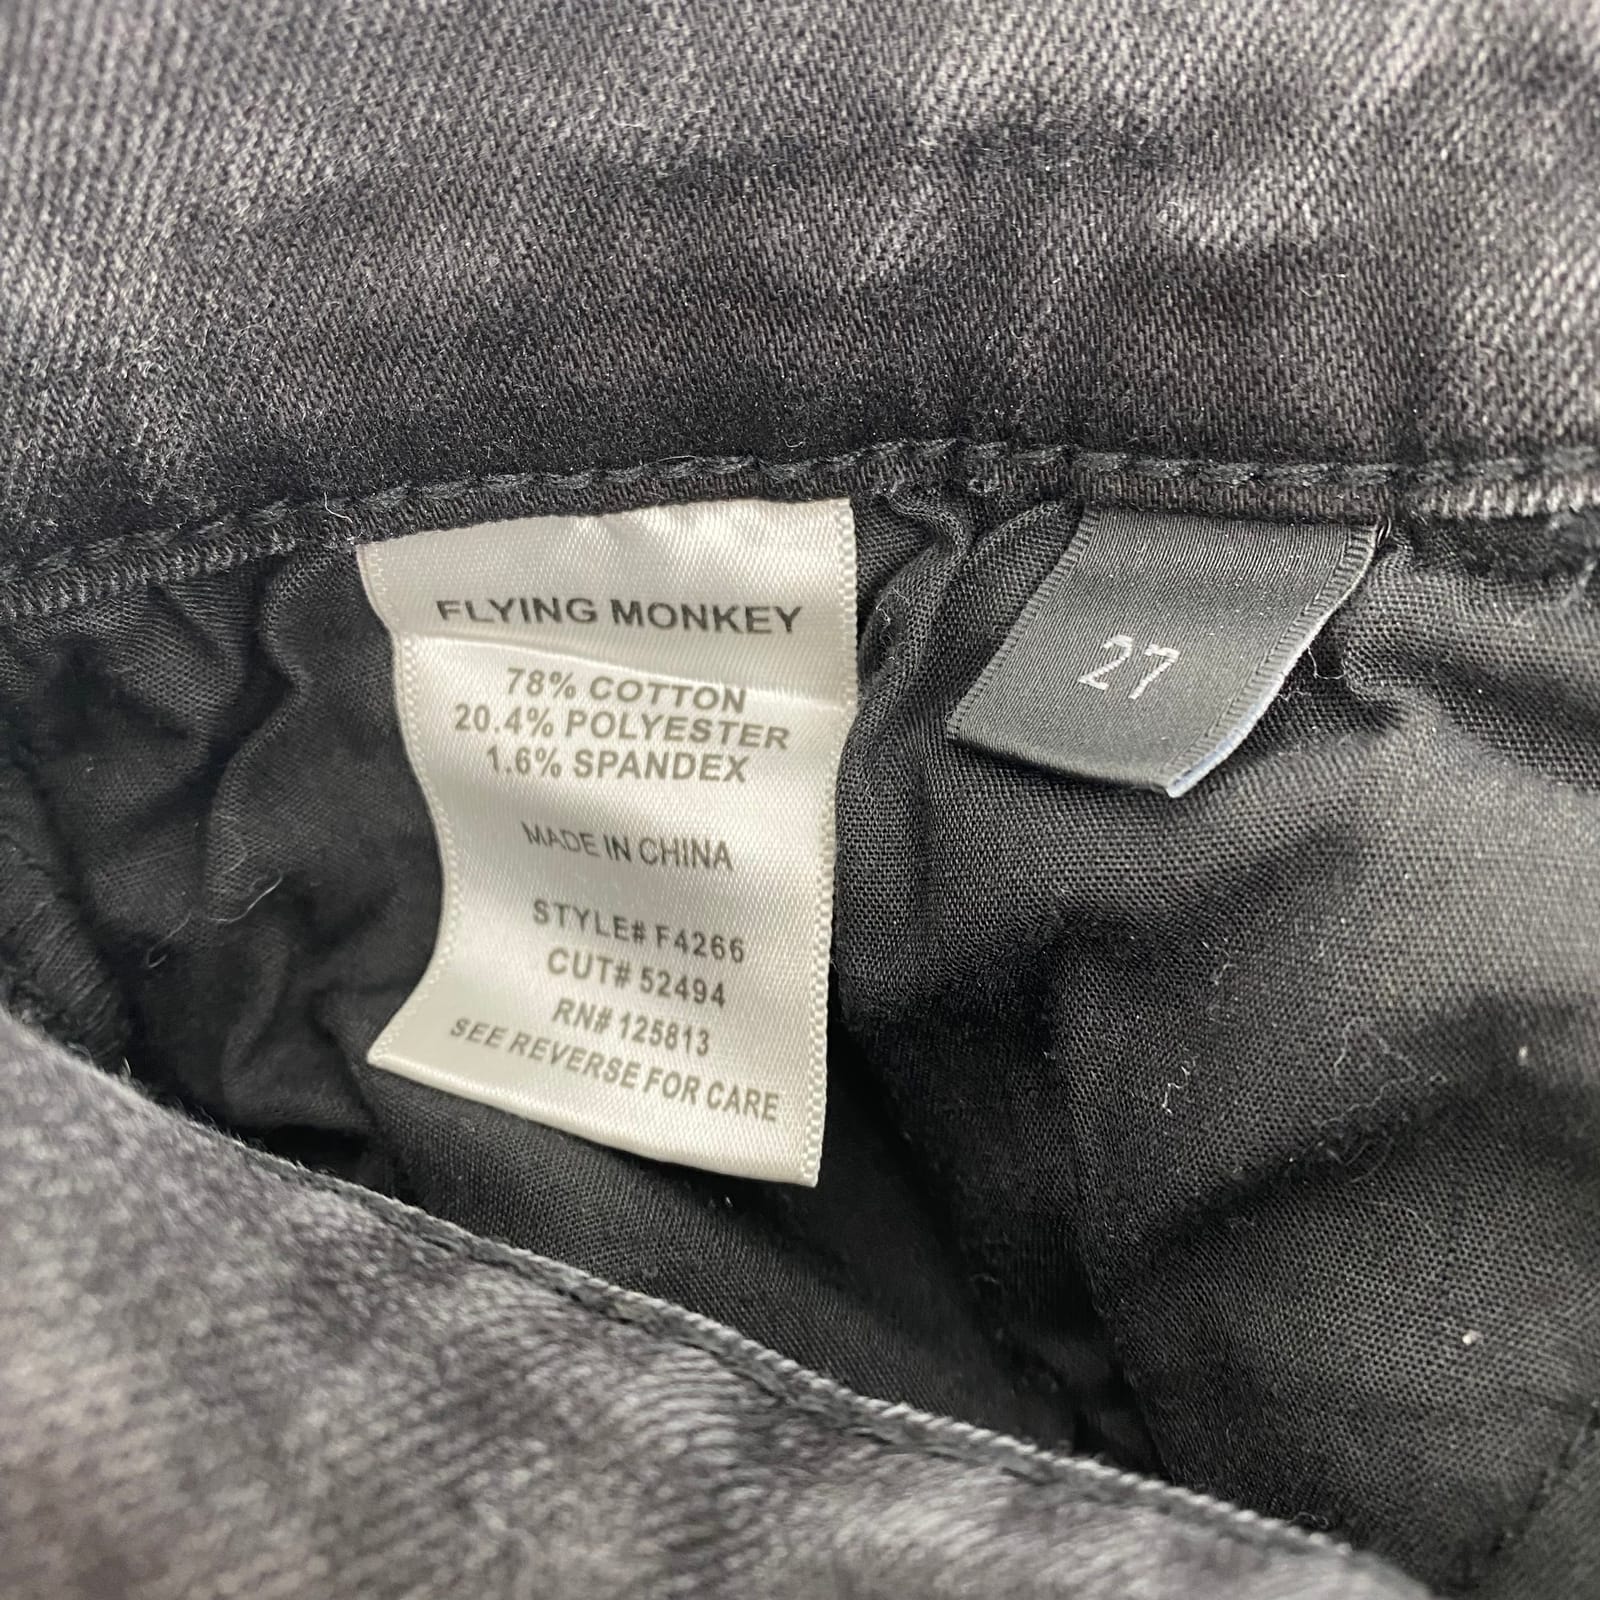 FLYING MONKEY
78% COTTON
20.4% POLYESTER
1.6% SPANDEX
MADE IN CHINA
STYLE# F4266
CUT# 52494
RN# 125813
SEE REVERSE FOR CARE
27